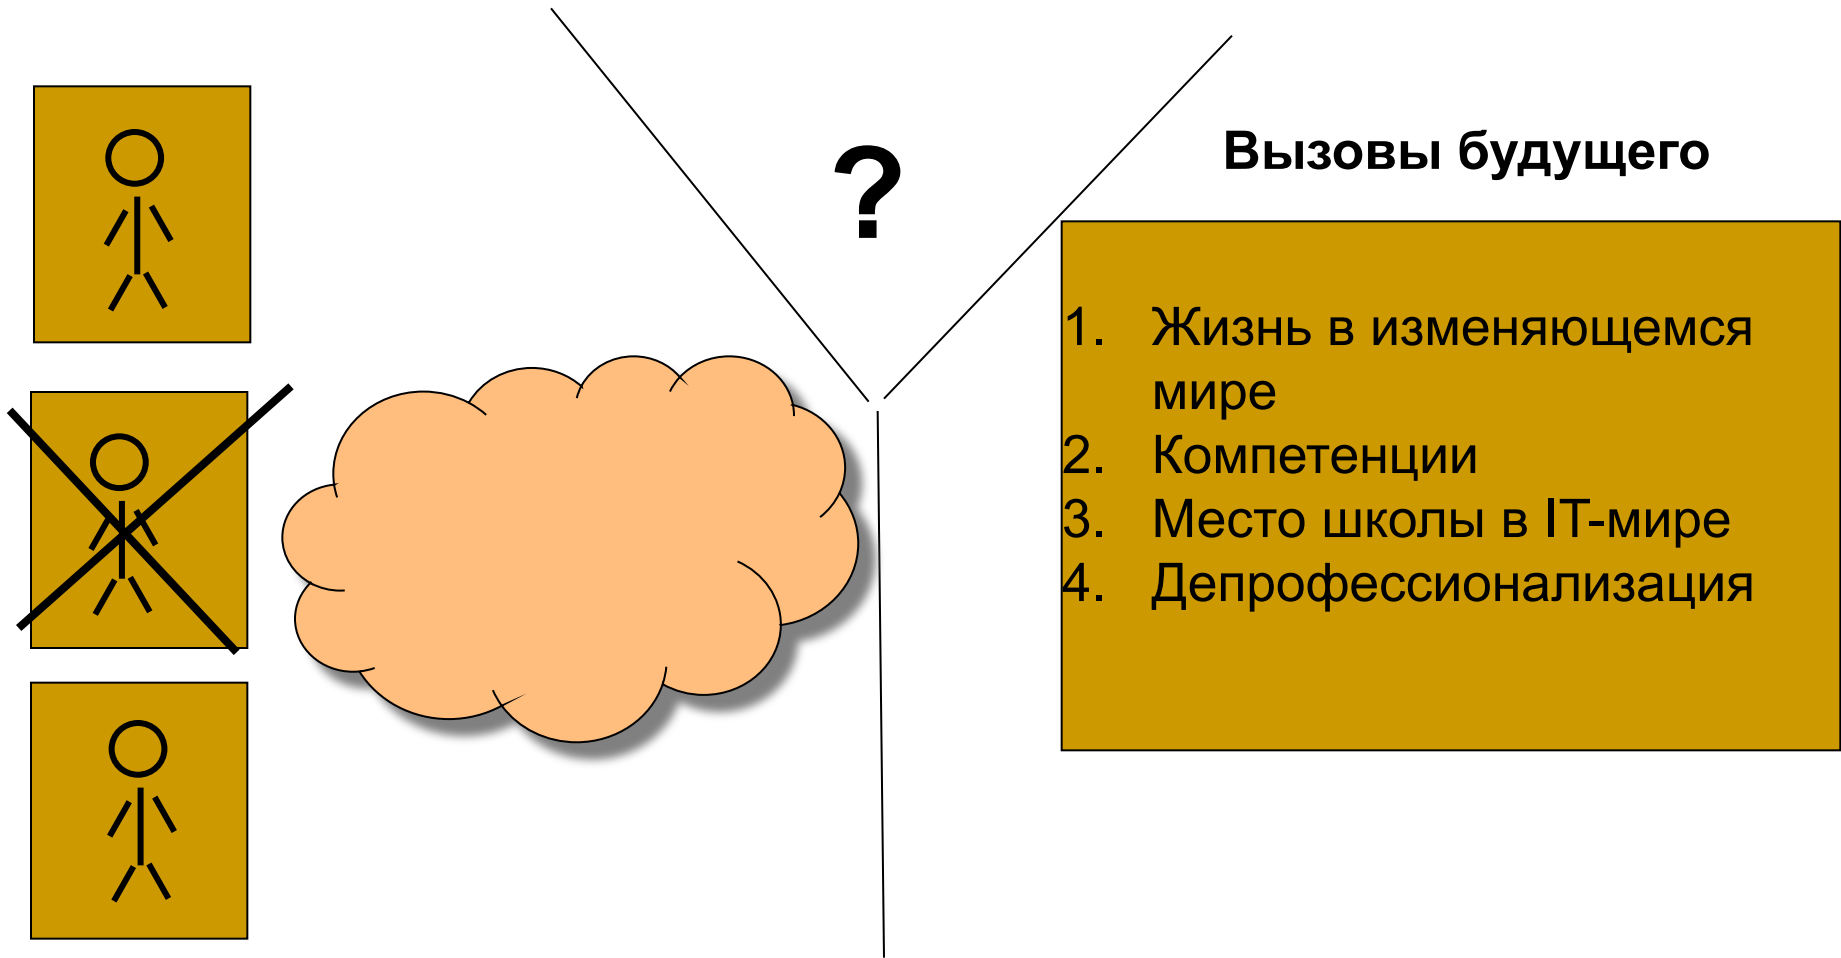 ?
Вызовы будущего
1. Жизнь в изменяющемся
мире
2. Компетенции
3. Место школы в IT-мире
4. Депрофессионализация